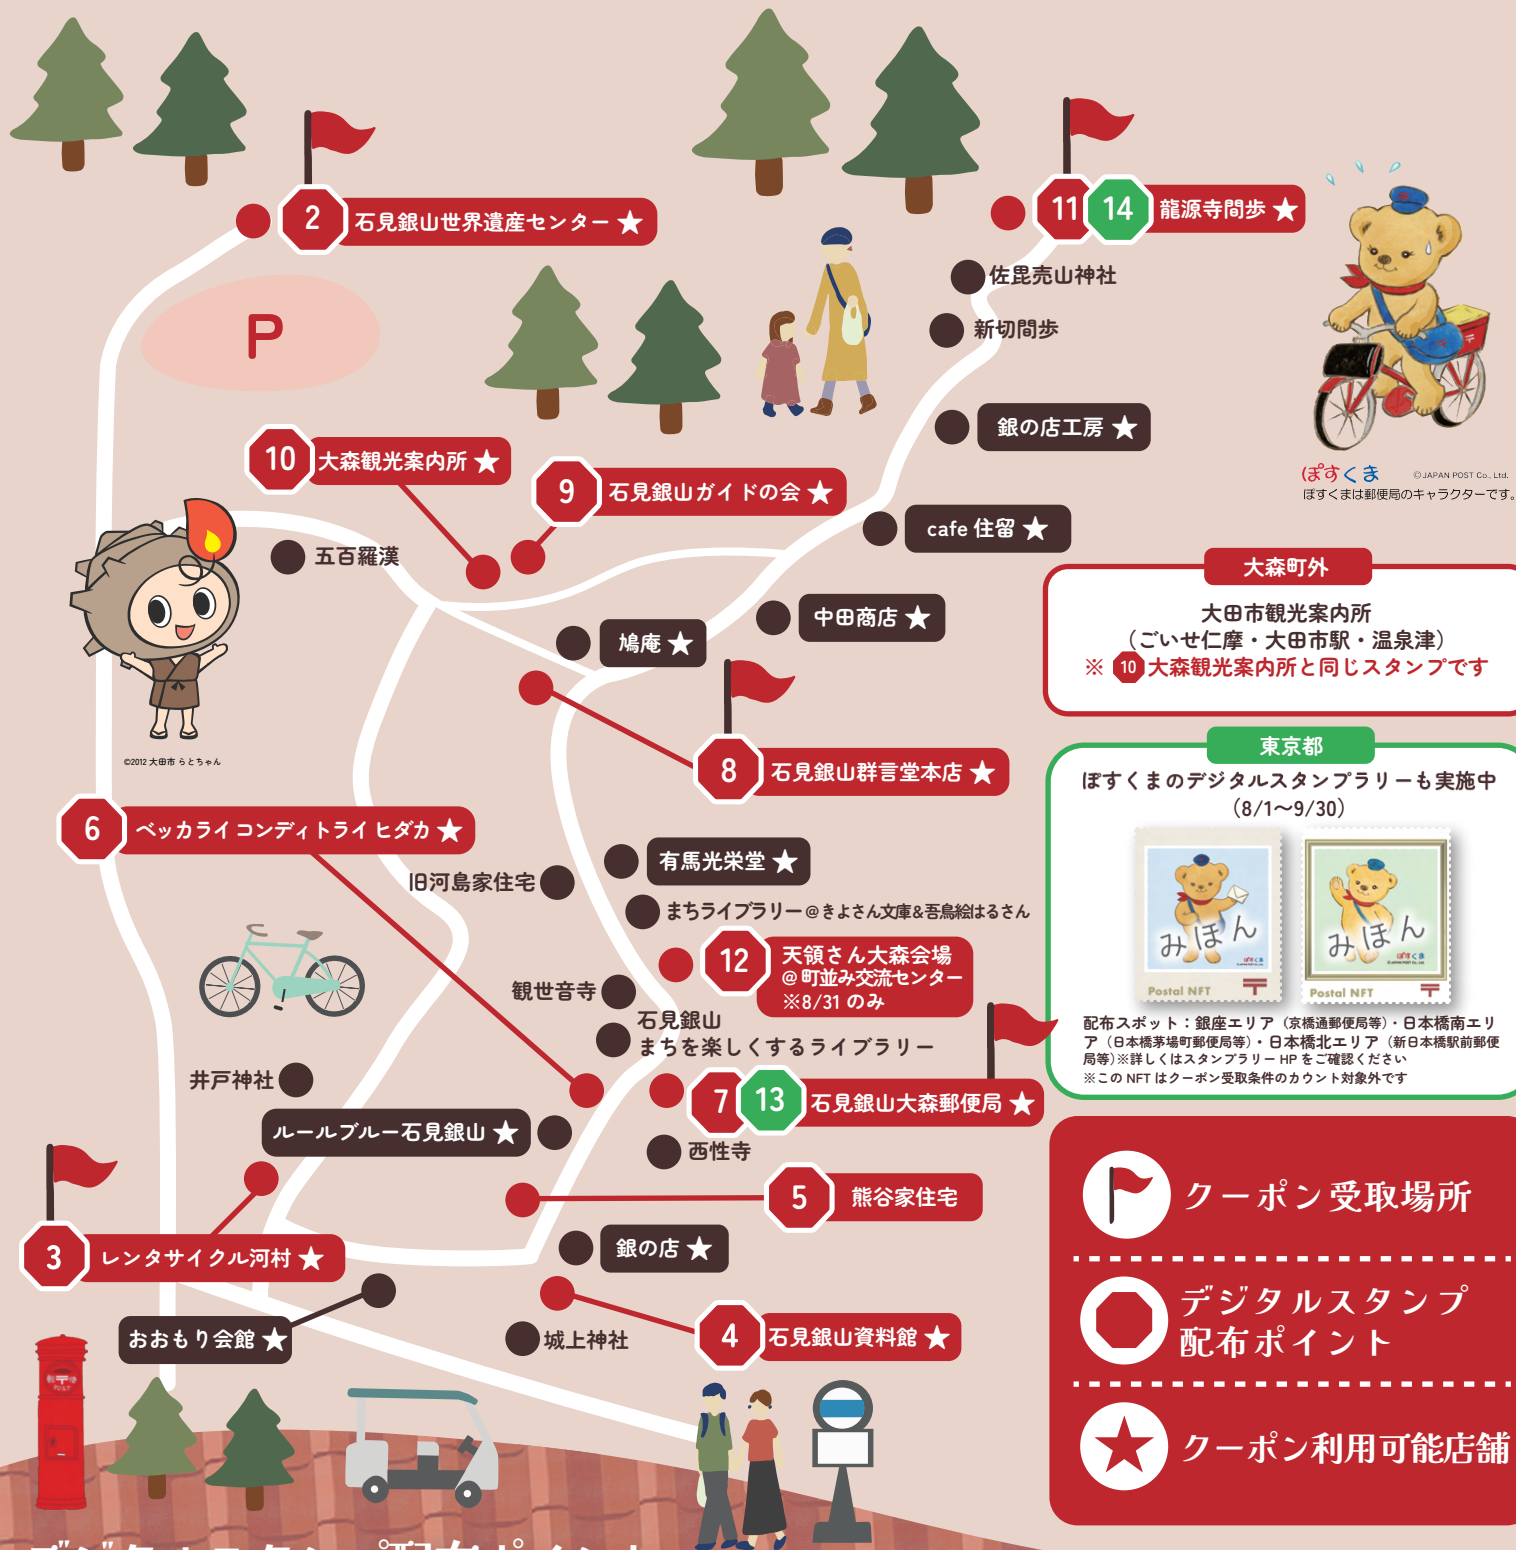 2 石見銀山世界遺産センター ★
11 14 龍源寺間歩 ★
佐毘売山神社
P
新切間歩
銀の店工房 ★
10 大森観光案内所 ★
9 石見銀山ガイドの会 ★
ぽすくま ©JAPAN POST Co., Ltd.
ぽすくまは郵便局のキャラクターです。
cafe 住留 ★
五百羅漢
中田商店 ★
鳩庵 ★
©2012 大田市 らとちゃん
8 石見銀山群言堂本店 ★
6 ベッカライ コンディトライ ヒダカ ★
有馬光栄堂 ★
旧河島家住宅
まちライブラリー@きよさん文庫&吾鳥絵はるさん
12 天領さん大森会場
@町並み交流センター
※8/31 のみ
観世音寺
石見銀山
まちを楽しくするライブラリー
井戸神社
7 13 石見銀山大森郵便局 ★
ルールブルー石見銀山 ★
西性寺
5 熊谷家住宅
3 レンタサイクル河村 ★
銀の店 ★
おおもり会館 ★
城上神社
4 石見銀山資料館 ★
POST
大森町外
大田市観光案内所
（ごいせ仁摩・大田市駅・温泉津）
※ 10 大森観光案内所と同じスタンプです
東京都
ぽすくまのデジタルスタンプラリーも実施中
（8/1〜9/30）
みほん みほん
ぽすくま ぽすくま
Postal NFT 〒 Postal NFT 〒
配布スポット：銀座エリア（京橋通郵便局等）・日本橋南エリ
ア（日本橋茅場町郵便局等）・日本橋北エリア（新日本橋駅前郵便
局等）※詳しくはスタンプラリー HP をご確認ください
※この NFT はクーポン受取条件のカウント対象外です
クーポン受取場所
デジタルスタンプ
配布ポイント
クーポン利用可能店舗
デジタルスタンプ配布ポイント